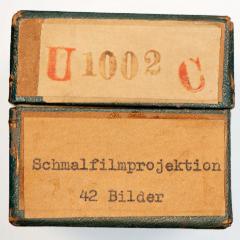 U 1002 C
Schmalfilmprojektion
42 Bilder